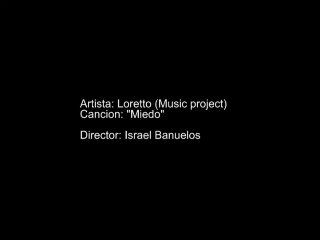 Artista: Loretto (Music project)
Cancion: "Miedo"
Director: Israel Banuelos